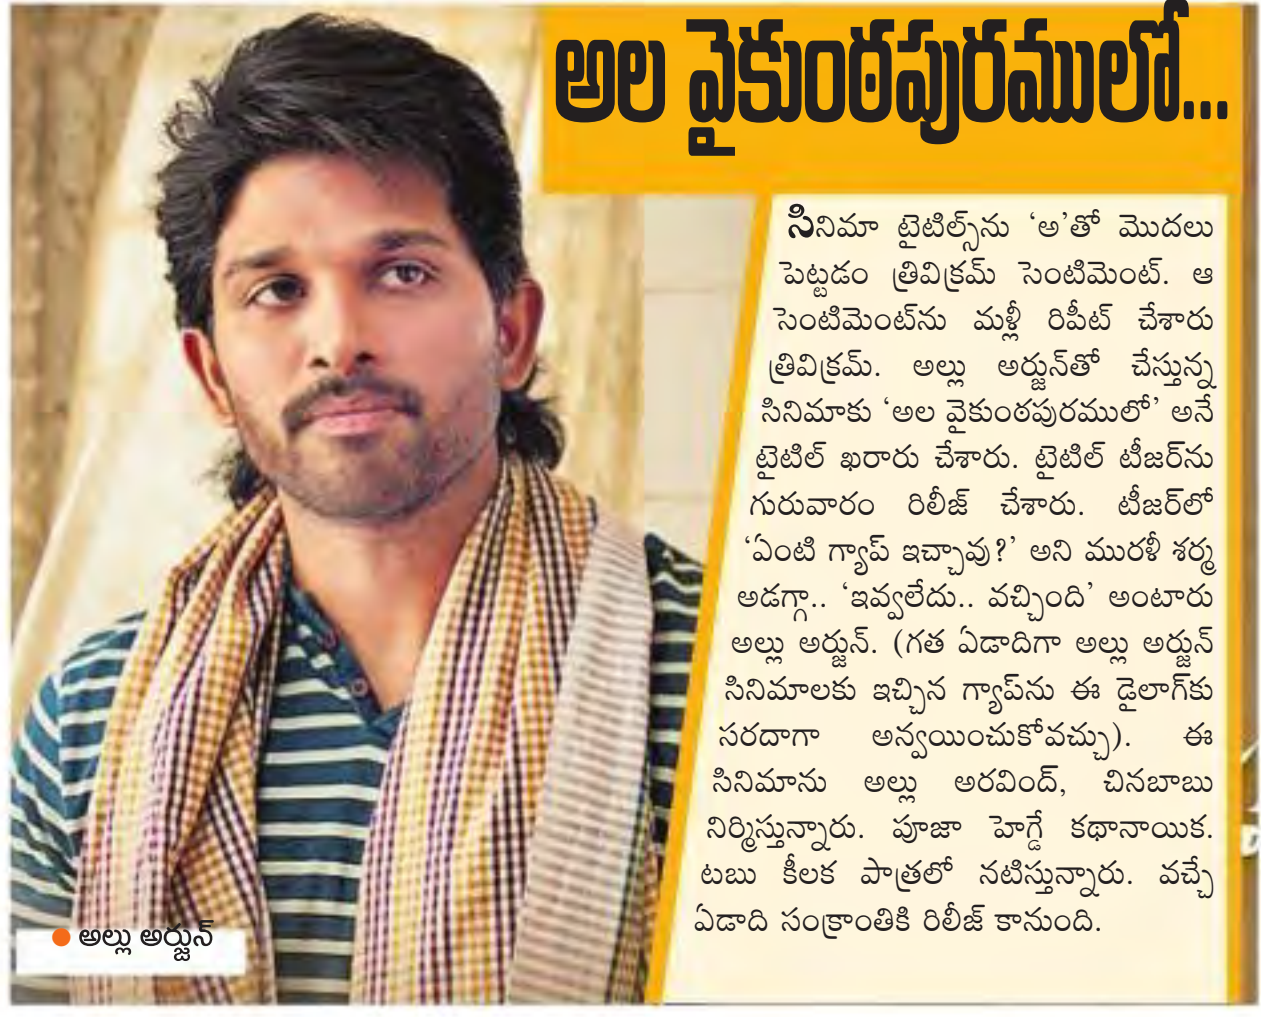 అల వైకుంఠపురములో...
సినిమా టైటిల్స్‌ను ‘అ’తో మొదలు
పెట్టడం త్రివిక్రమ్ సెంటిమెంట్. ఆ
సెంటిమెంట్‌ను మళ్లీ రిపీట్ చేశారు
త్రివిక్రమ్. అల్లు అర్జున్‌తో చేస్తున్న
సినిమాకు ‘అల వైకుంఠపురములో’ అనే
టైటిల్ ఖరారు చేశారు. టైటిల్ టీజర్‌ను
గురువారం రిలీజ్ చేశారు. టీజర్‌లో
‘ఏంటి గ్యాప్ ఇచ్చావు?’ అని మురళీ శర్మ
అడగ్గా.. ‘ఇవ్వలేదు.. వచ్చింది’ అంటారు
అల్లు అర్జున్. (గత ఏడాదిగా అల్లు అర్జున్
సినిమాలకు ఇచ్చిన గ్యాప్‌ను ఈ డైలాగ్‌కు
సరదాగా అన్వయించుకోవచ్చు). ఈ
సినిమాను అల్లు అరవింద్, చినబాబు
నిర్మిస్తున్నారు. పూజా హెగ్డే కథానాయిక.
టబు కీలక పాత్రలో నటిస్తున్నారు. వచ్చే
ఏడాది సంక్రాంతికి రిలీజ్ కానుంది.
● అల్లు అర్జున్